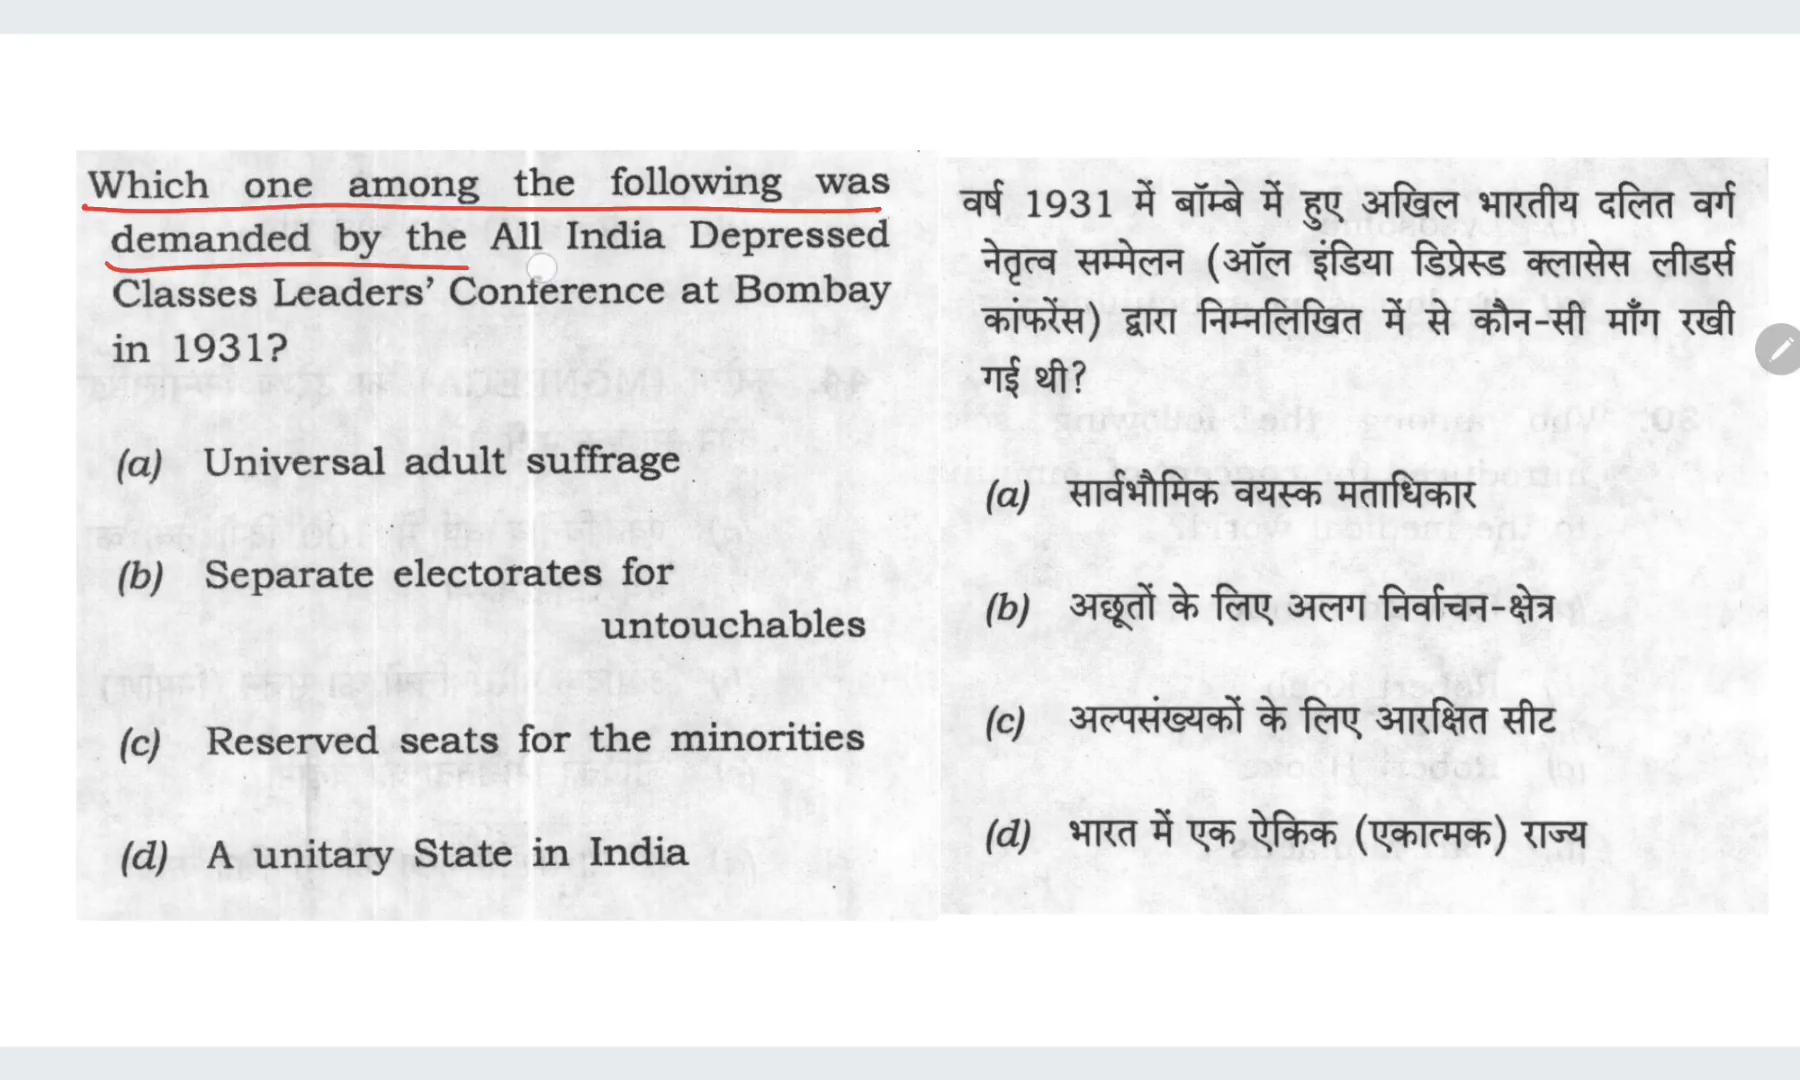 Which one among the following was
demanded by the All India Depressed
Classes Leaders’ Conference at Bombay
in 1931?
(a) Universal adult suffrage
(b) Separate electorates for
untouchables
(c) Reserved seats for the minorities
(d) A unitary State in India
वर्ष 1931 में बॉम्बे में हुए अखिल भारतीय दलित वर्ग
नेतृत्व सम्मेलन (ऑल इंडिया डिप्रेस्ड क्लासेस लीडर्स
कांफरेंस) द्वारा निम्नलिखित में से कौन-सी माँग रखी
गई थी?
(a) सार्वभौमिक वयस्क मताधिकार
(b) अछूतों के लिए अलग निर्वाचन-क्षेत्र
(c) अल्पसंख्यकों के लिए आरक्षित सीट
(d) भारत में एक ऐकिक (एकात्मक) राज्य